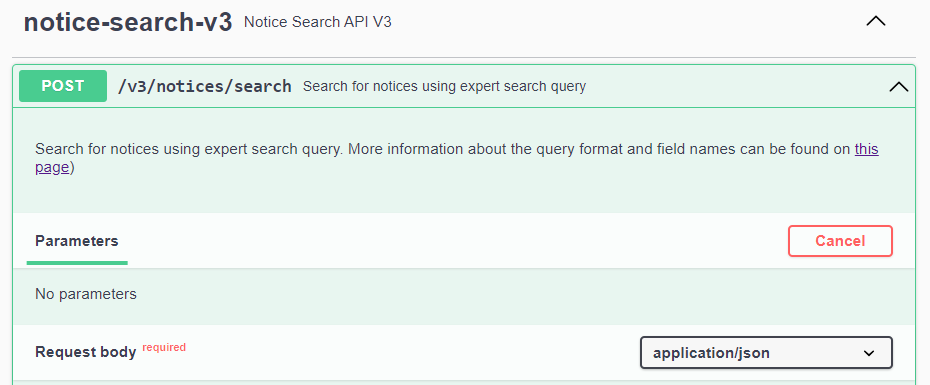 notice-search-v3 Notice Search API V3
POST /v3/notices/search Search for notices using expert search query
Search for notices using expert search query. More information about the query format and field names can be found on this
page)
Parameters Cancel
No parameters
Request body required application/json